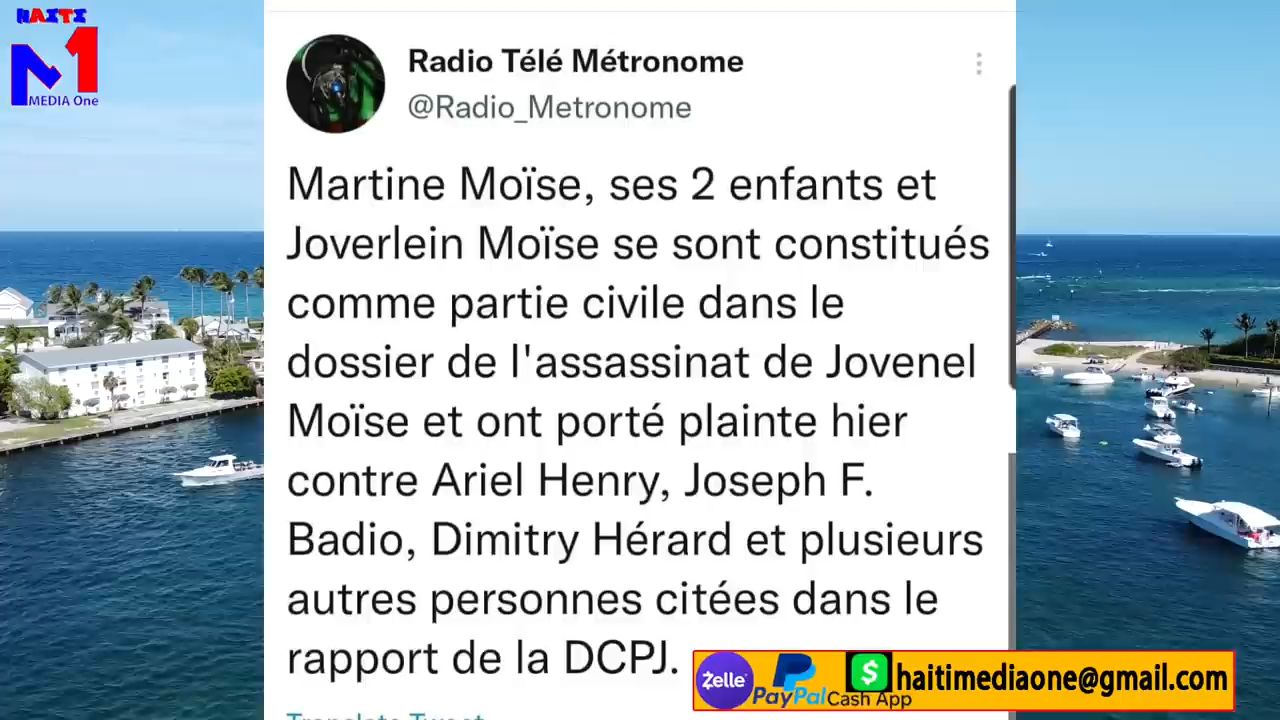 HAITI
M1
MEDIA One
Radio Télé Métronome
@Radio_Metronome
Martine Moïse, ses 2 enfants et
Joverlein Moïse se sont constitués
comme partie civile dans le
dossier de l'assassinat de Jovenel
Moïse et ont porté plainte hier
contre Ariel Henry, Joseph F.
Badio, Dimitry Hérard et plusieurs
autres personnes citées dans le
rapport de la DCPJ.
Zelle
PayPal
$
Cash App
haitimediaone@gmail.com
Translate Tweet